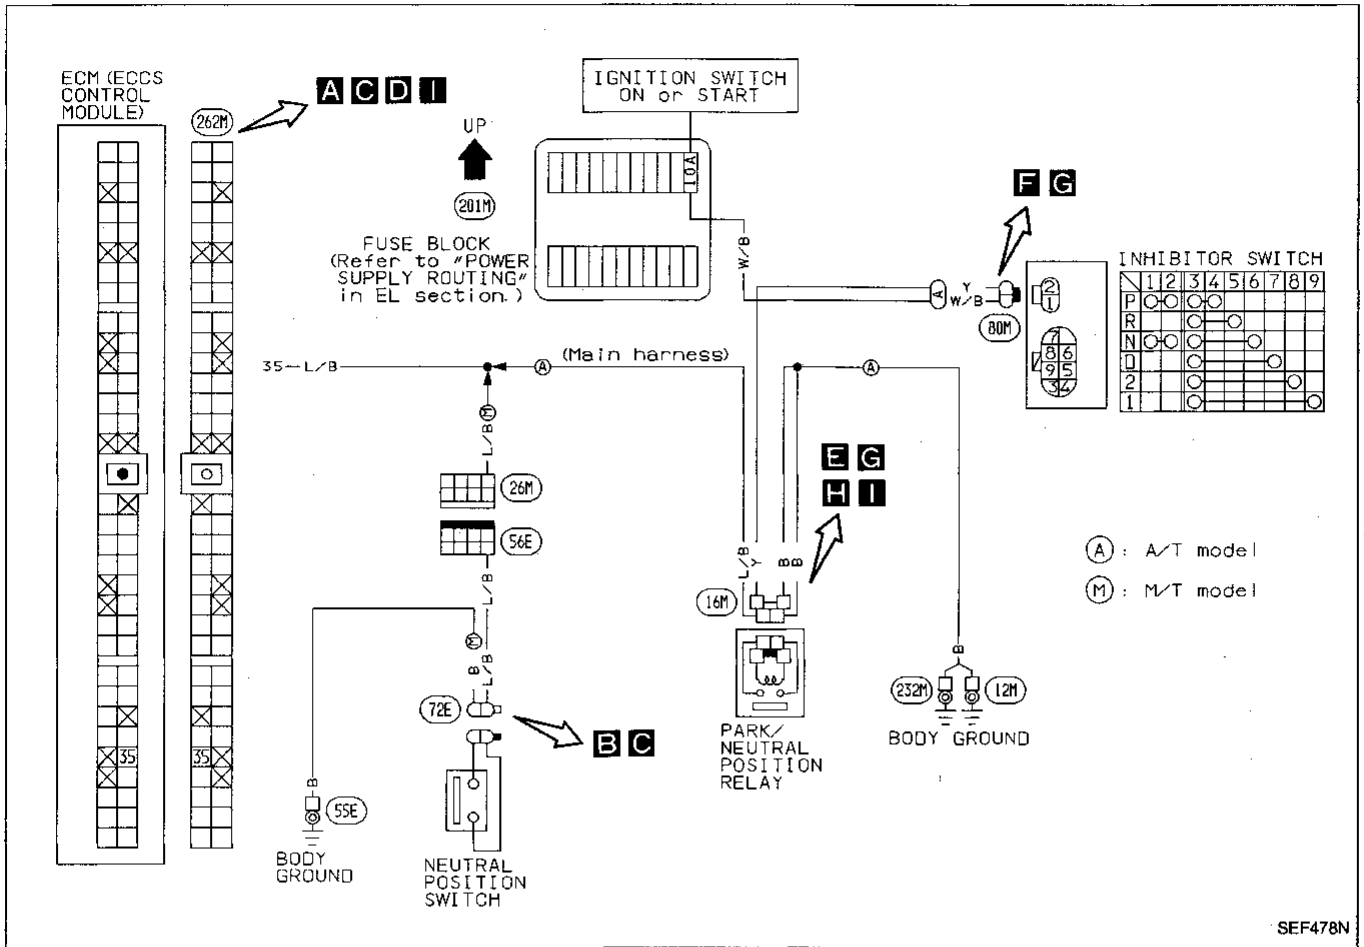 ECM (ECCS
CONTROL
MODULE)
262M
A C D I
UP
201M
FUSE BLOCK
(Refer to "POWER
SUPPLY ROUTING"
in EL section.)
IGNITION SWITCH
ON or START
10A
W/B
F G
A
Y
W/B
80M
2
1
7
8 6
9 5
3 4
INHIBITOR SWITCH
1 2 3 4 5 6 7 8 9
P
R
N
D
2
1
35 L/B
A
(Main harness)
A
M
L/B
26M
56E
L/B
M
B
L/B
72E
B C
35
35
B
55E
BODY
GROUND
NEUTRAL
POSITION
SWITCH
E G
H I
L/B
Y
B
B
16M
PARK/
NEUTRAL
POSITION
RELAY
B
232M
12M
BODY GROUND
A : A/T model
M : M/T model
SEF478N